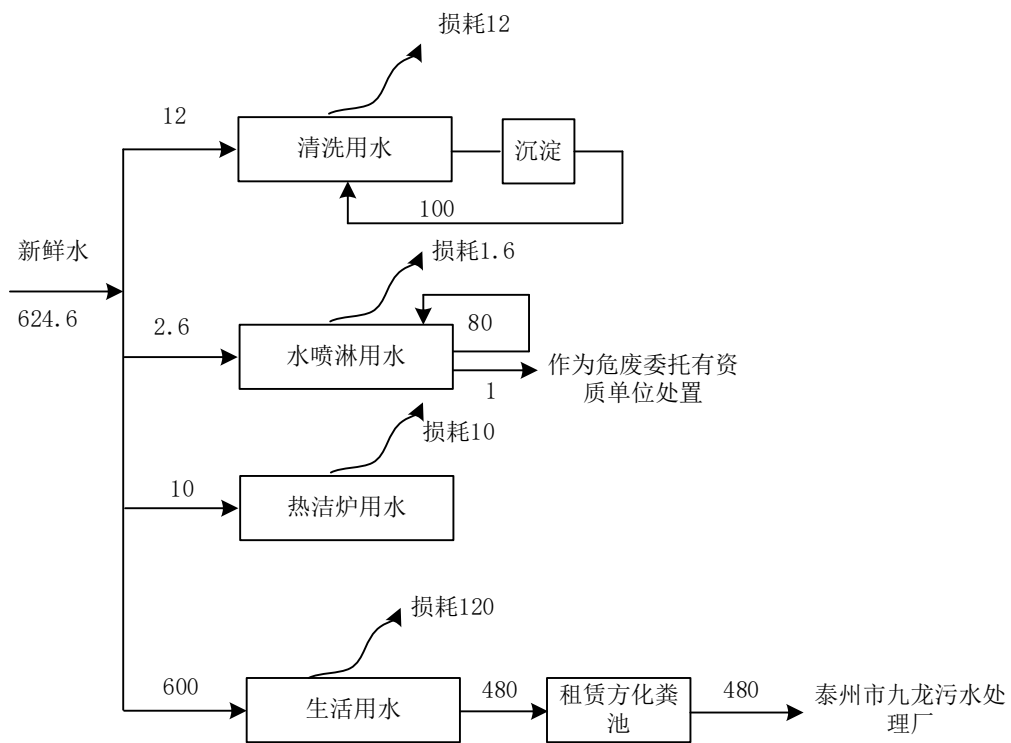 损耗12
12
清洗用水
沉淀
100
新鲜水
624.6
损耗1.6
2.6
水喷淋用水
80
1
作为危废委托有资
质单位处置
损耗10
10
热洁炉用水
损耗120
600
生活用水
480
租赁方化粪
池
480
泰州市九龙污水处
理厂